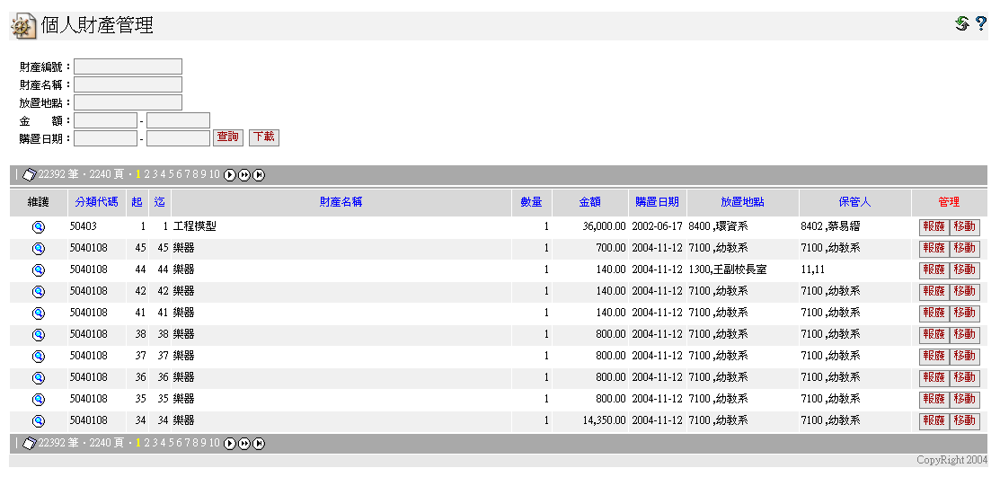 個人財產管理
財產編號：
財產名稱：
放置地點：
金　額： -
購置日期： - 查詢 下載
| 22392 筆‧2240 頁‧1 2 3 4 5 6 7 8 9 10
維護 分類代碼 起 迄 財產名稱 數量 金額 購置日期 放置地點 保管人 管理
50403 1 1 工程模型 1 36,000.00 2002-06-17 8400 ,環資系 8402 ,蔡易縉 報廢 移動
5040108 45 45 樂器 1 700.00 2004-11-12 7100 ,幼教系 7100 ,幼教系 報廢 移動
5040108 44 44 樂器 1 140.00 2004-11-12 1300,王副校長室 11,11 報廢 移動
5040108 42 42 樂器 1 140.00 2004-11-12 7100 ,幼教系 7100 ,幼教系 報廢 移動
5040108 41 41 樂器 1 140.00 2004-11-12 7100 ,幼教系 7100 ,幼教系 報廢 移動
5040108 38 38 樂器 1 800.00 2004-11-12 7100 ,幼教系 7100 ,幼教系 報廢 移動
5040108 37 37 樂器 1 800.00 2004-11-12 7100 ,幼教系 7100 ,幼教系 報廢 移動
5040108 36 36 樂器 1 800.00 2004-11-12 7100 ,幼教系 7100 ,幼教系 報廢 移動
5040108 35 35 樂器 1 800.00 2004-11-12 7100 ,幼教系 7100 ,幼教系 報廢 移動
5040108 34 34 樂器 1 14,350.00 2004-11-12 7100 ,幼教系 7100 ,幼教系 報廢 移動
| 22392 筆‧2240 頁‧1 2 3 4 5 6 7 8 9 10
CopyRight 2004